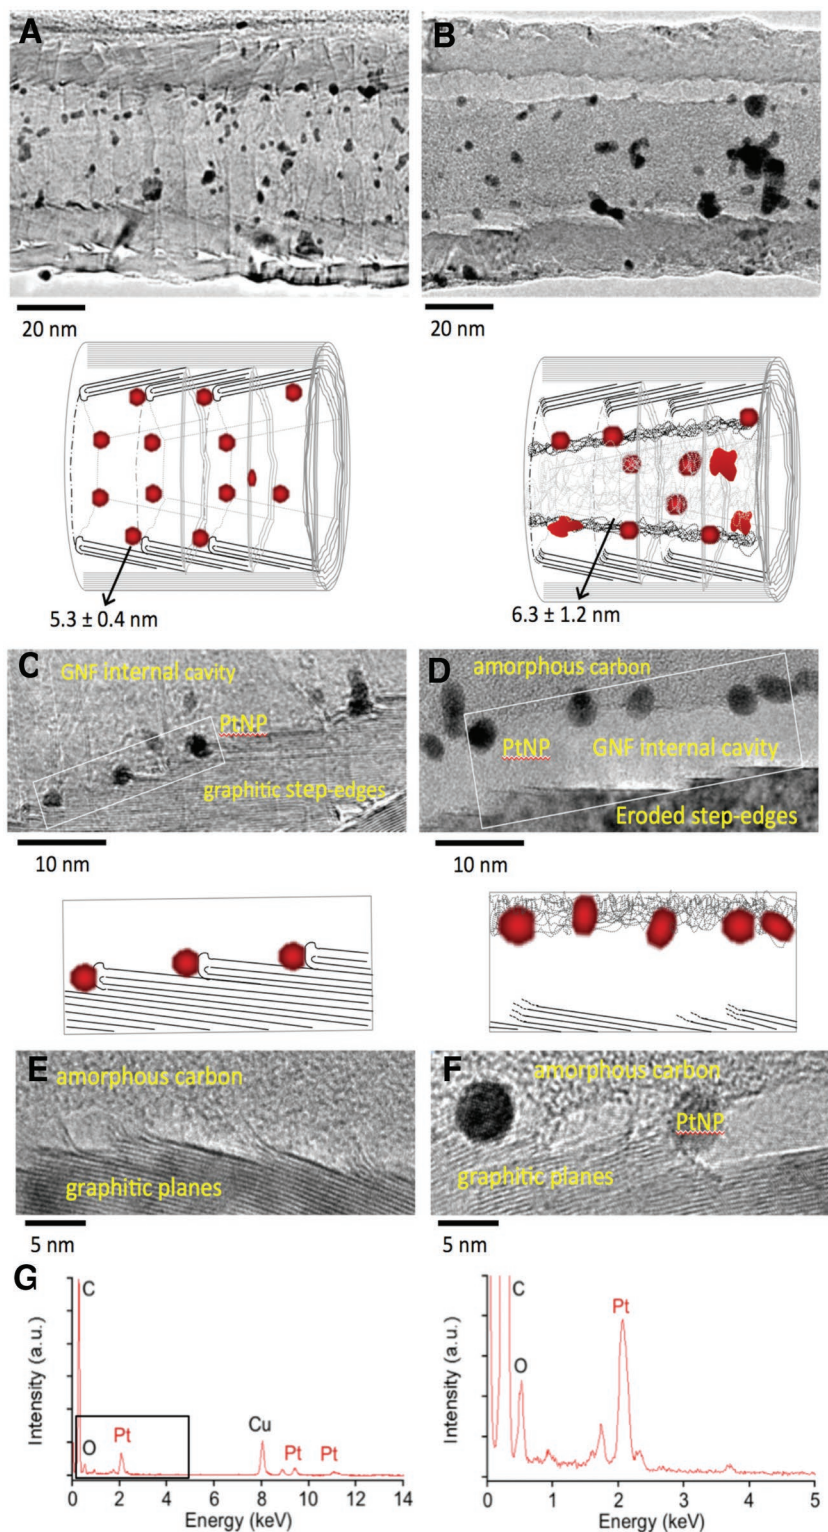 A
B
20 nm
20 nm
5.3 ± 0.4 nm
6.3 ± 1.2 nm
C
GNF internal cavity
PtNP
graphitic step-edges
D
amorphous carbon
PtNP
GNF internal cavity
Eroded step-edges
10 nm
10 nm
E
amorphous carbon
graphitic planes
F
amorphous carbon
PtNP
graphitic planes
5 nm
5 nm
G
Intensity (a.u.)
C
O
Pt
Cu
Pt
Pt
0 2 4 6 8 10 12 14
Energy (keV)
Intensity (a.u.)
C
O
Pt
0 1 2 3 4 5
Energy (keV)